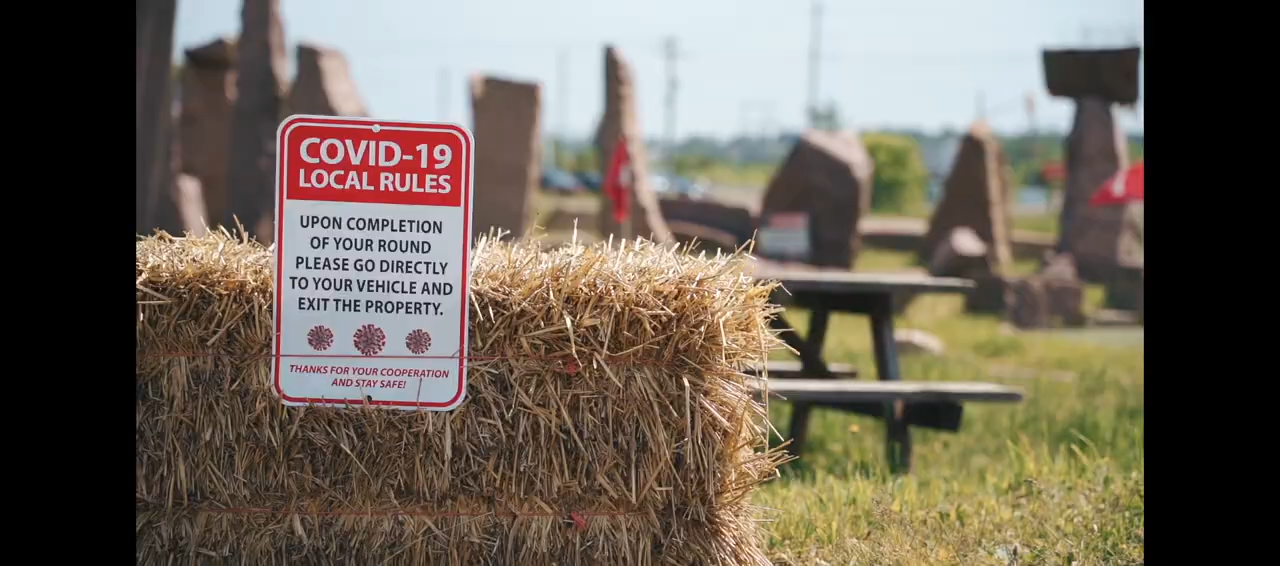 COVID-19
LOCAL RULES
UPON COMPLETION
OF YOUR ROUND
PLEASE GO DIRECTLY
TO YOUR VEHICLE AND
EXIT THE PROPERTY.
THANKS FOR YOUR COOPERATION
AND STAY SAFE!